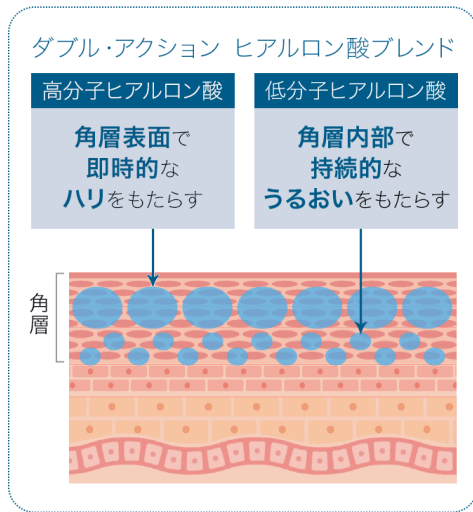 ダブル・アクション ヒアルロン酸ブレンド
高分子ヒアルロン酸
角層表面で
即時的な
ハリをもたらす
低分子ヒアルロン酸
角層内部で
持続的な
うるおいをもたらす
角層